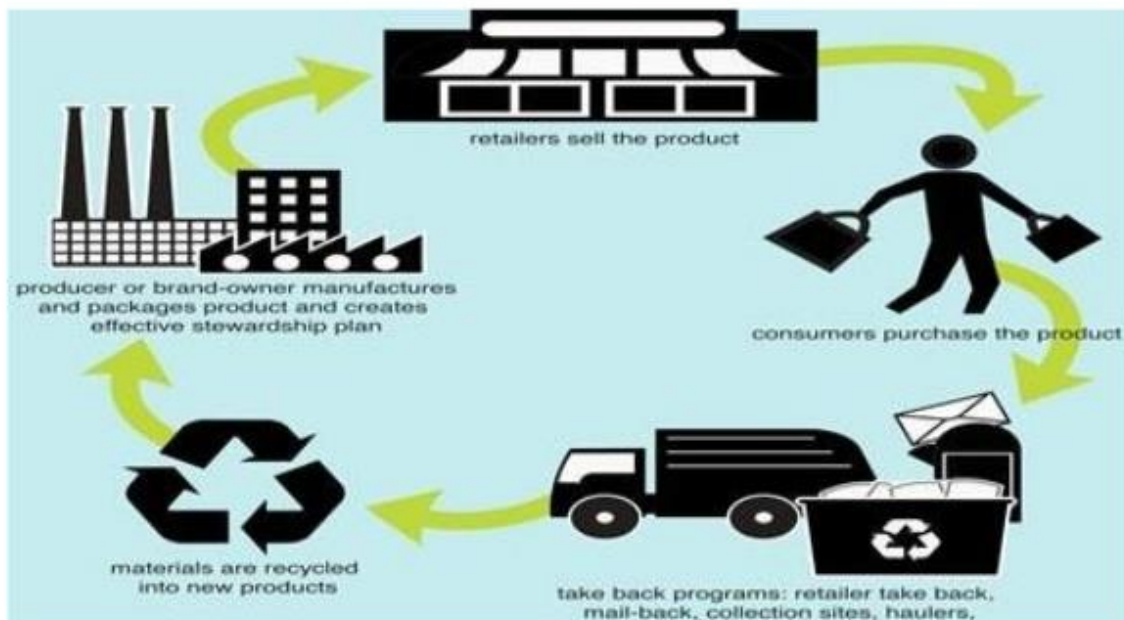 retailers sell the product
consumers purchase the product
take back programs: retailer take back,
mail-back, collection sites, haulers,
materials are recycled
into new products
producer or brand-owner manufactures
and packages product and creates
effective stewardship plan